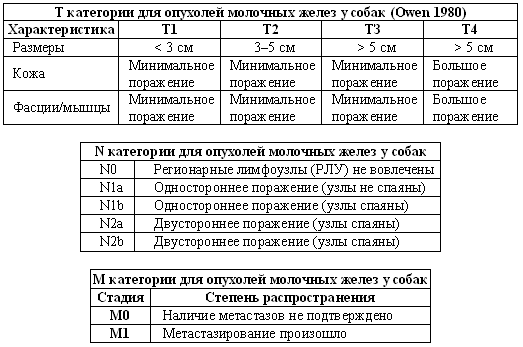 T категории для опухолей молочных желез у собак (Owen 1980)
Характеристика T1 T2 T3 T4
Размеры < 3 см 3–5 см > 5 см > 5 см
Кожа Минимальное поражение Минимальное поражение Минимальное поражение Большое поражение
Фасции/мышцы Минимальное поражение Минимальное поражение Минимальное поражение Большое поражение
N категории для опухолей молочных желез у собак
N0 Регионарные лимфоузлы (РЛУ) не вовлечены
N1a Одностороннее поражение (узлы не спаяны)
N1b Одностороннее поражение (узлы спаяны)
N2a Двустороннее поражение (узлы спаяны)
N2b Двустороннее поражение (узлы спаяны)
M категории для опухолей молочных желез у собак
Стадия Степень распространения
M0 Наличие метастазов не подтверждено
M1 Метастазирование произошло